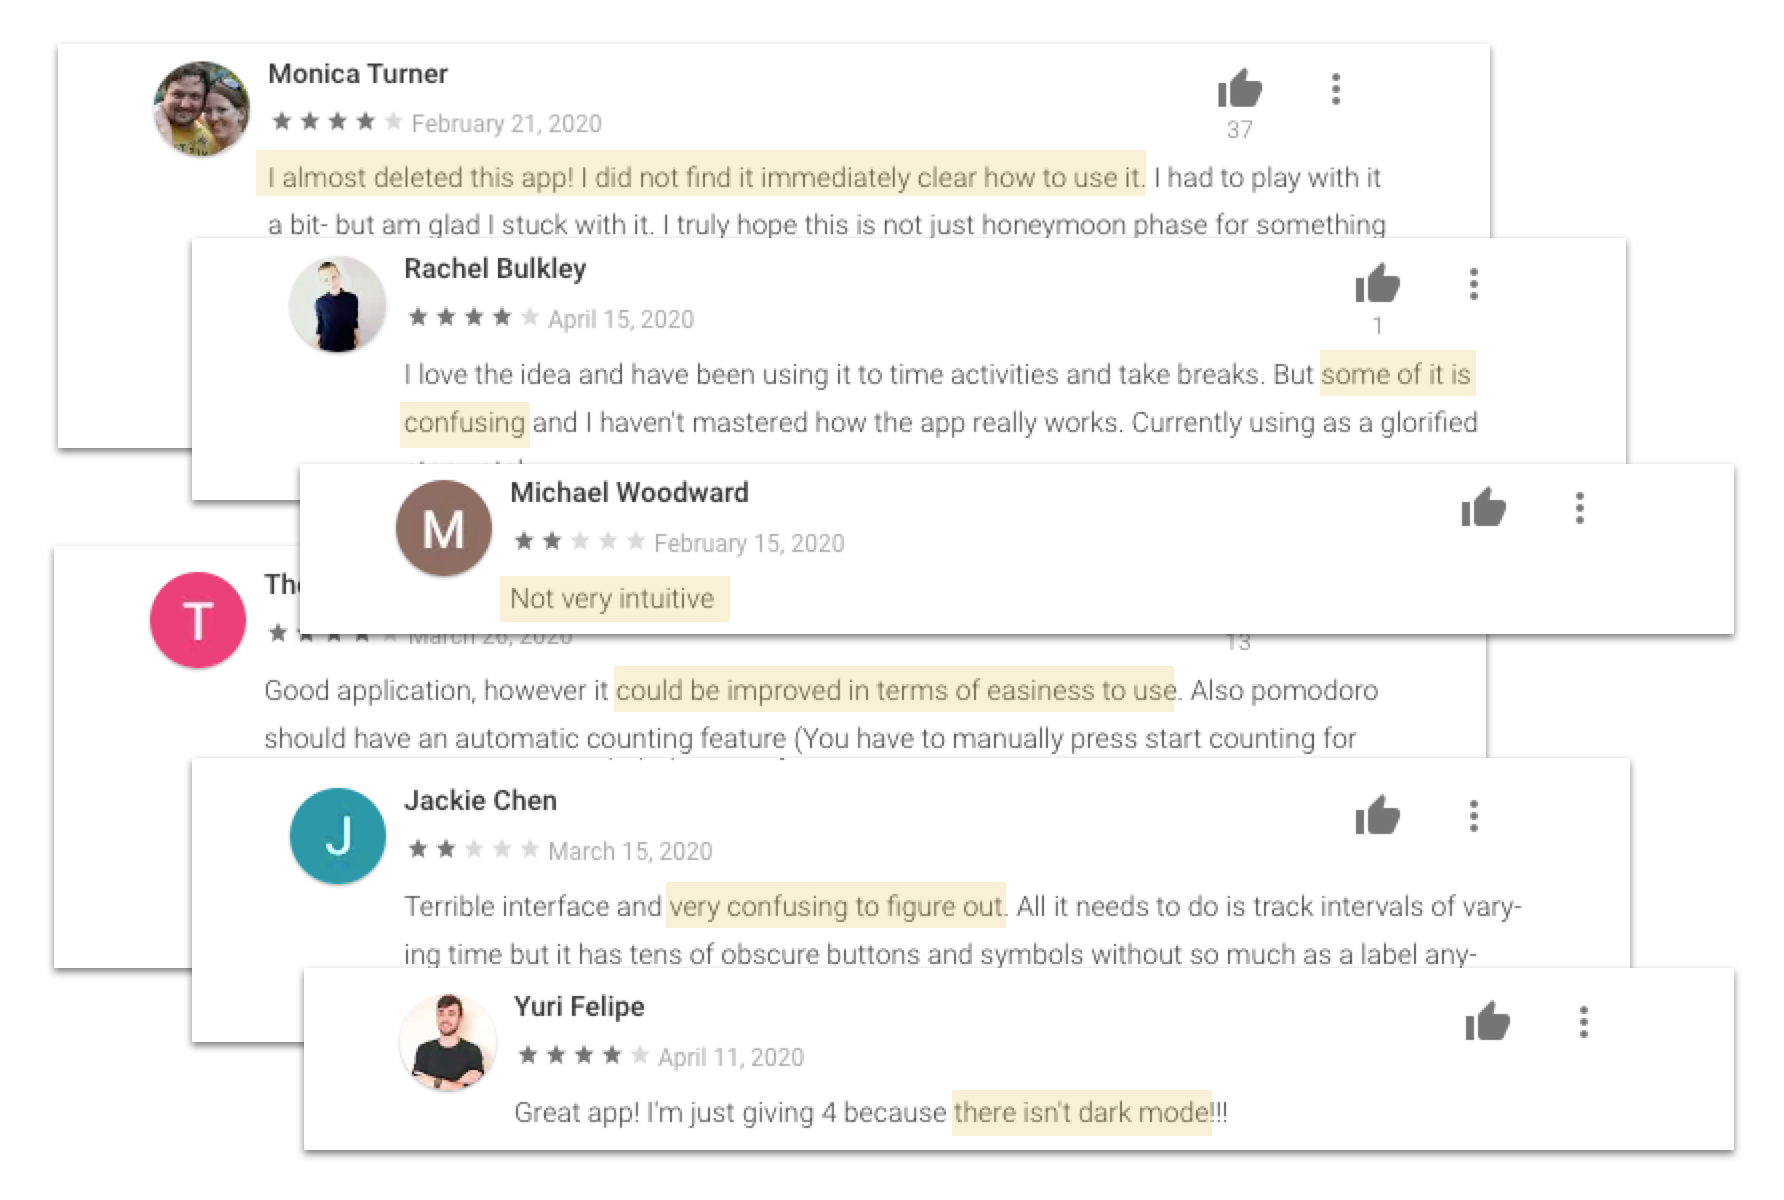 Monica Turner
February 21, 2020
37
I almost deleted this app! I did not find it immediately clear how to use it. I had to play with it
a bit- but am glad I stuck with it. I truly hope this is not just honeymoon phase for something
Rachel Bulkley
April 15, 2020
1
I love the idea and have been using it to time activities and take breaks. But some of it is
confusing and I haven't mastered how the app really works. Currently using as a glorified
M
Michael Woodward
February 15, 2020
Not very intuitive
T
The
March 26, 2020
13
Good application, however it could be improved in terms of easiness to use. Also pomodoro
should have an automatic counting feature (You have to manually press start counting for
J
Jackie Chen
March 15, 2020
Terrible interface and very confusing to figure out. All it needs to do is track intervals of vary-
ing time but it has tens of obscure buttons and symbols without so much as a label any-
Yuri Felipe
April 11, 2020
Great app! I'm just giving 4 because there isn't dark mode!!!